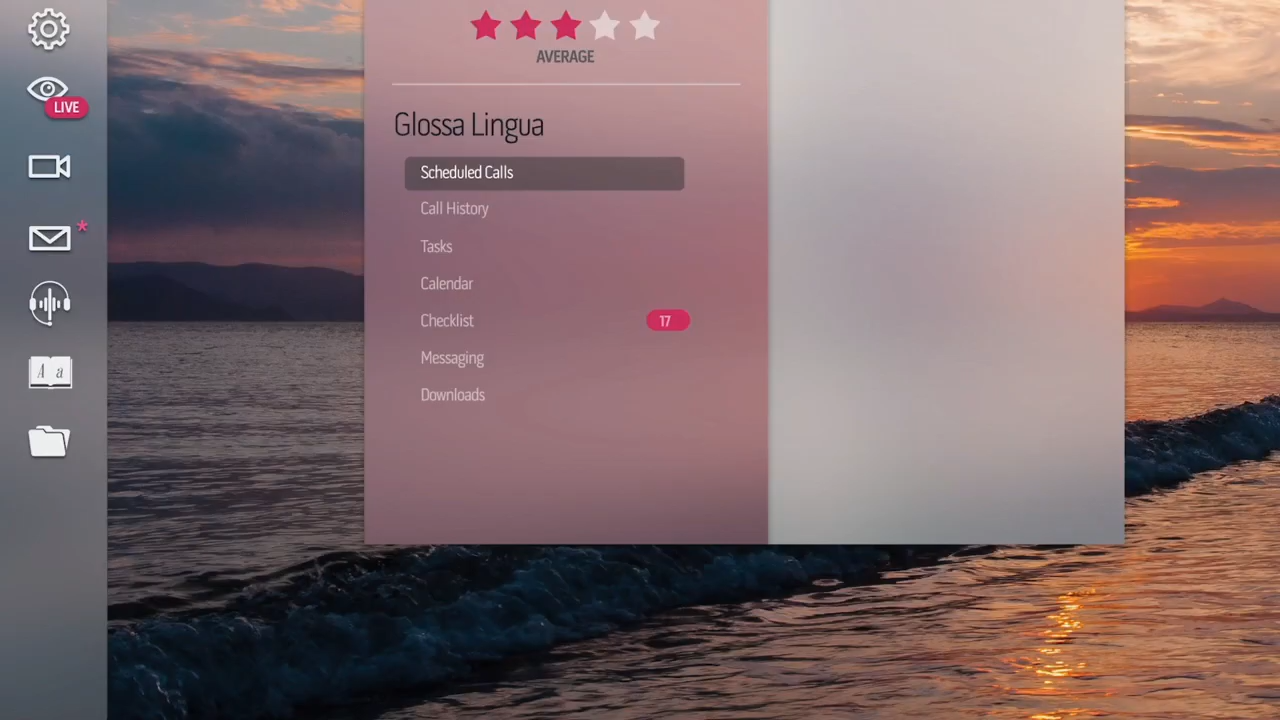 AVERAGE
LIVE
Glossa Lingua
Scheduled Calls
Call History
Tasks
Calendar
Checklist 17
Messaging
Downloads
A a